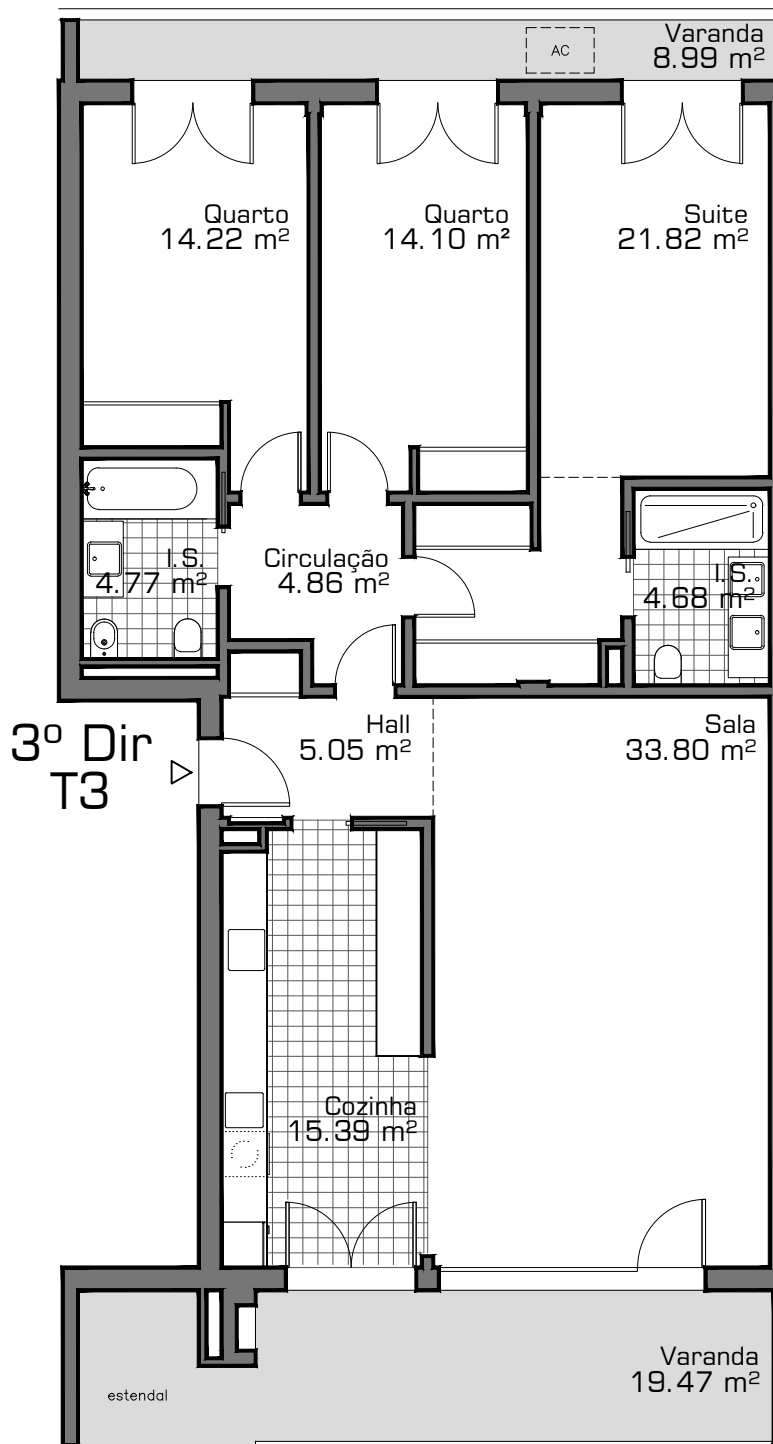 Varanda
8.99 m²
AC
Quarto
14.22 m²
Quarto
14.10 m²
Suite
21.82 m²
I.S.
4.77 m²
Circulação
4.86 m²
I.S.
4.68 m²
3º Dir
T3
Hall
5.05 m²
Sala
33.80 m²
Cozinha
15.39 m²
Varanda
19.47 m²
estendal